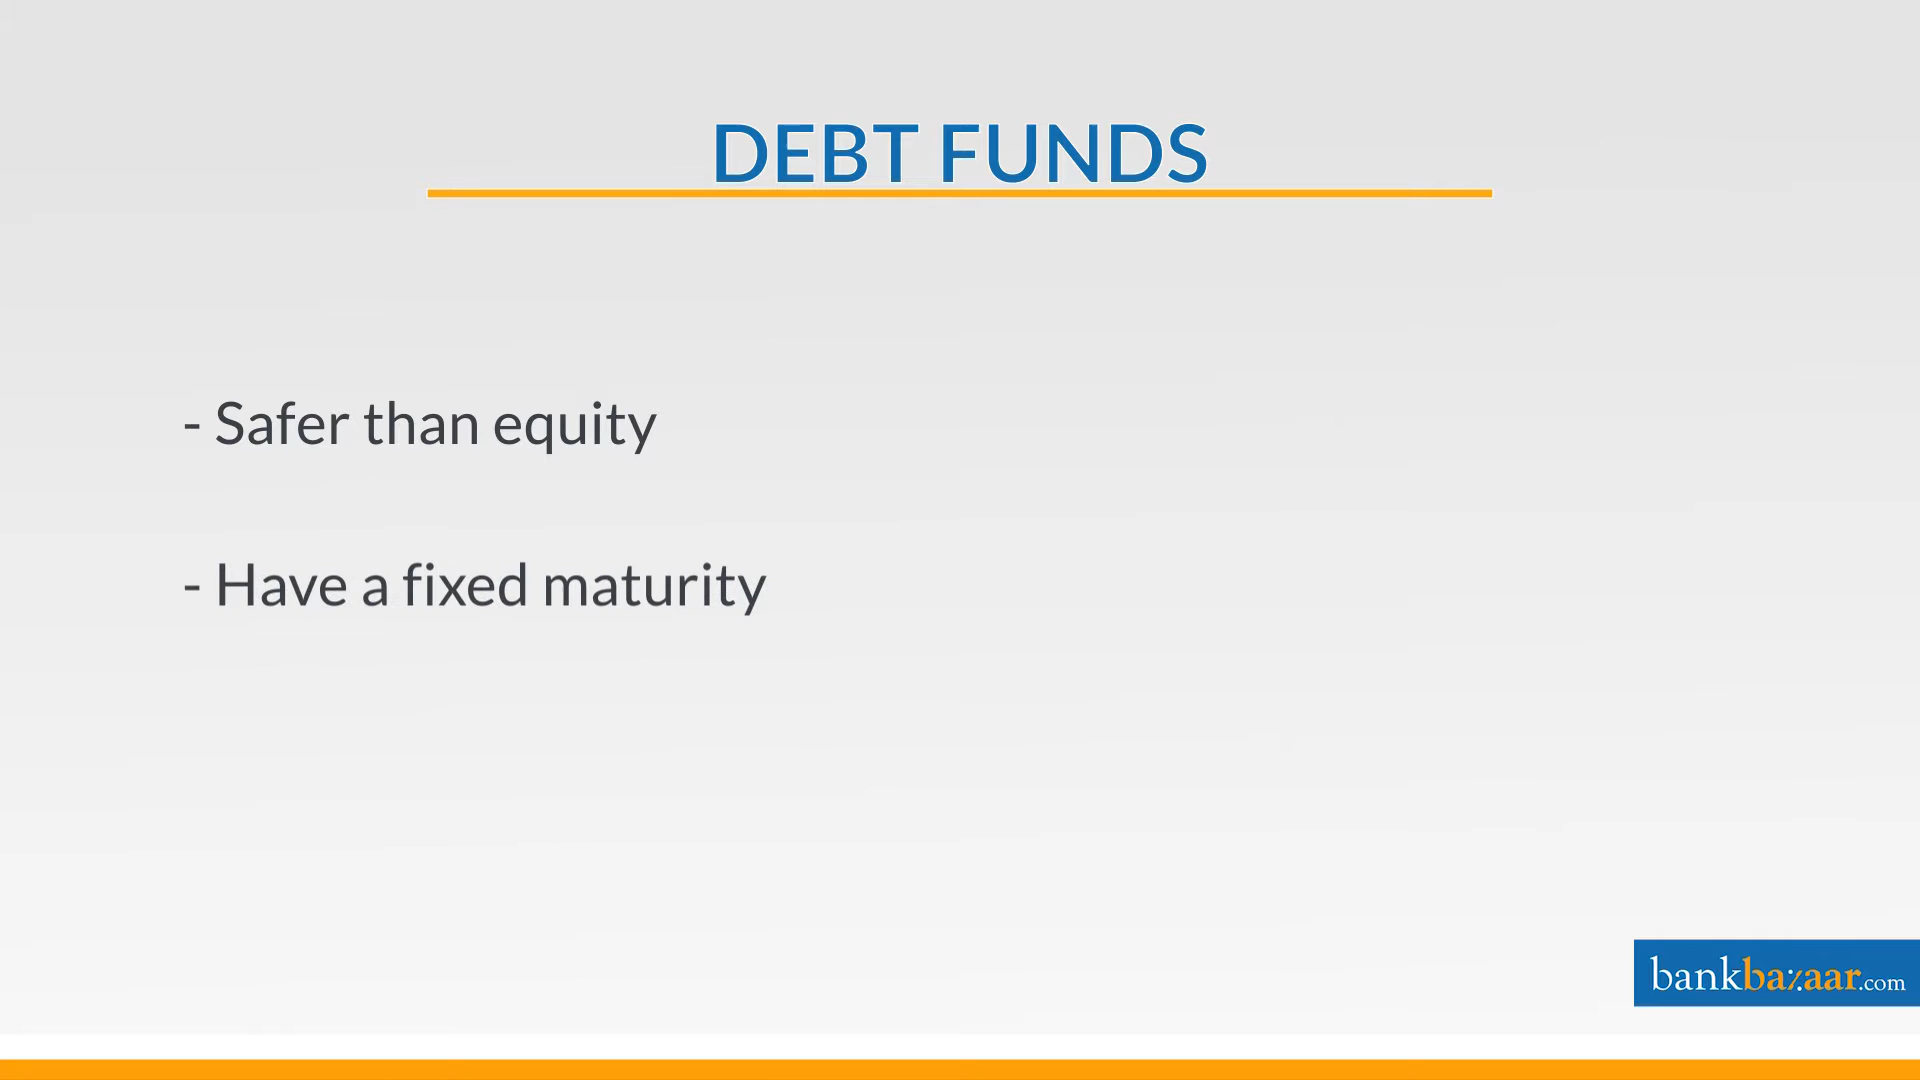 DEBT FUNDS
- Safer than equity
- Have a fixed maturity
bankbazaar.com